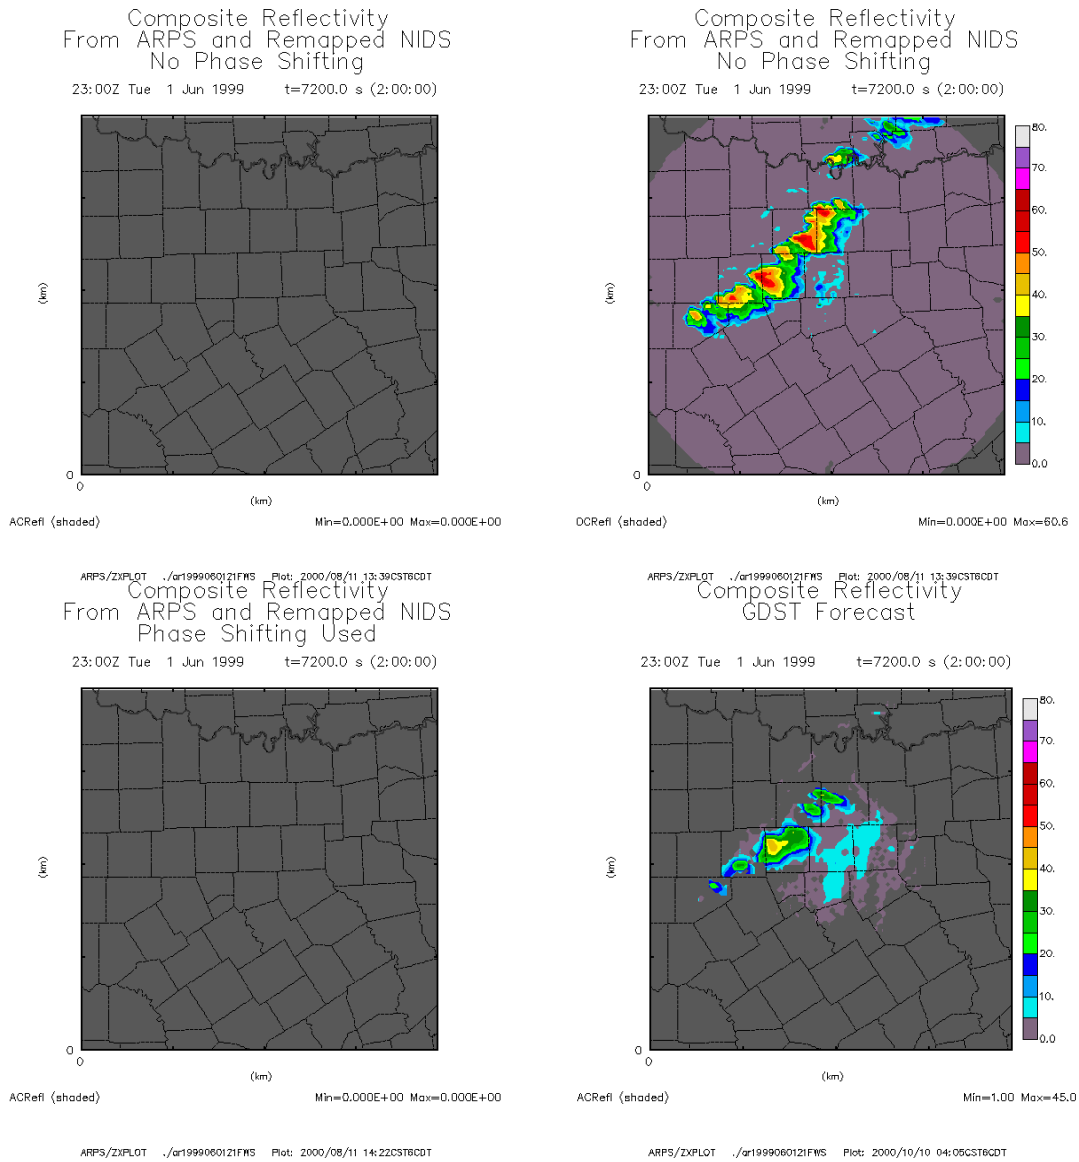 Composite Reflectivity
From ARPS and Remapped NIDS
No Phase Shifting
23:00Z Tue 1 Jun 1999 t=7200.0 s (2:00:00)
(km)
0
0
(km)
ACRefl (shaded) Min=0.000E+00 Max=0.000E+00
ARPS/ZXPLOT ./ar1999060121FWS Plot: 2000/08/11 13:39CST6CDT
Composite Reflectivity
From ARPS and Remapped NIDS
No Phase Shifting
23:00Z Tue 1 Jun 1999 t=7200.0 s (2:00:00)
80.
70.
60.
50.
40.
30.
20.
10.
0.0
(km)
0
0
(km)
OCRefl (shaded) Min=0.000E+00 Max=60.6
ARPS/ZXPLOT ./ar1999060121FWS Plot: 2000/08/11 13:39CST6CDT
Composite Reflectivity
From ARPS and Remapped NIDS
Phase Shifting Used
23:00Z Tue 1 Jun 1999 t=7200.0 s (2:00:00)
(km)
0
0
(km)
ACRefl (shaded) Min=0.000E+00 Max=0.000E+00
ARPS/ZXPLOT ./ar1999060121FWS Plot: 2000/08/11 14:22CST6CDT
Composite Reflectivity
GDST Forecast
23:00Z Tue 1 Jun 1999 t=7200.0 s (2:00:00)
80.
70.
60.
50.
40.
30.
20.
10.
0.0
(km)
0
0
(km)
ACRefl (shaded) Min=1.00 Max=45.0
ARPS/ZXPLOT ./ar1999060121FWS Plot: 2000/10/10 04:05CST6CDT